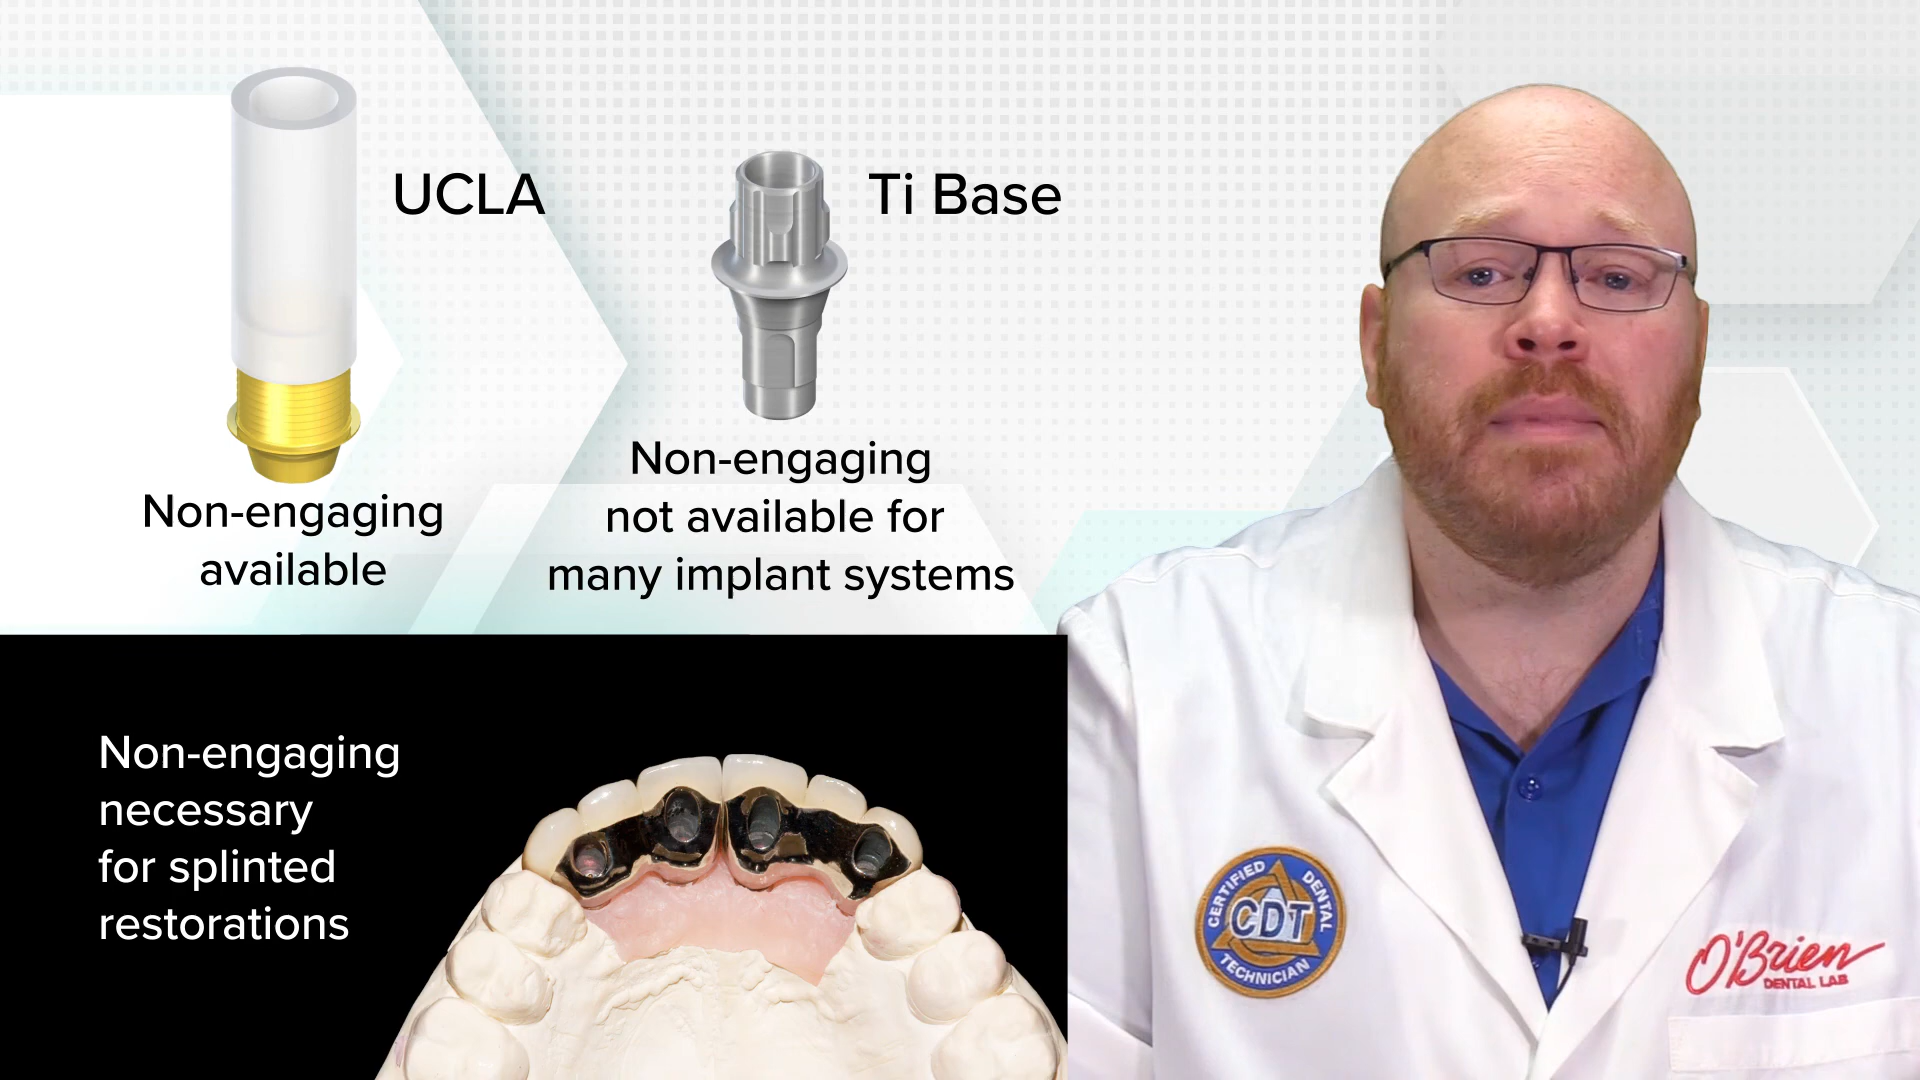 UCLA
Non-engaging
available
Ti Base
Non-engaging
not available for
many implant systems
Non-engaging
necessary
for splinted
restorations
CERTIFIED DENTAL
CDT
TECHNICIAN
O'Brien
DENTAL LAB